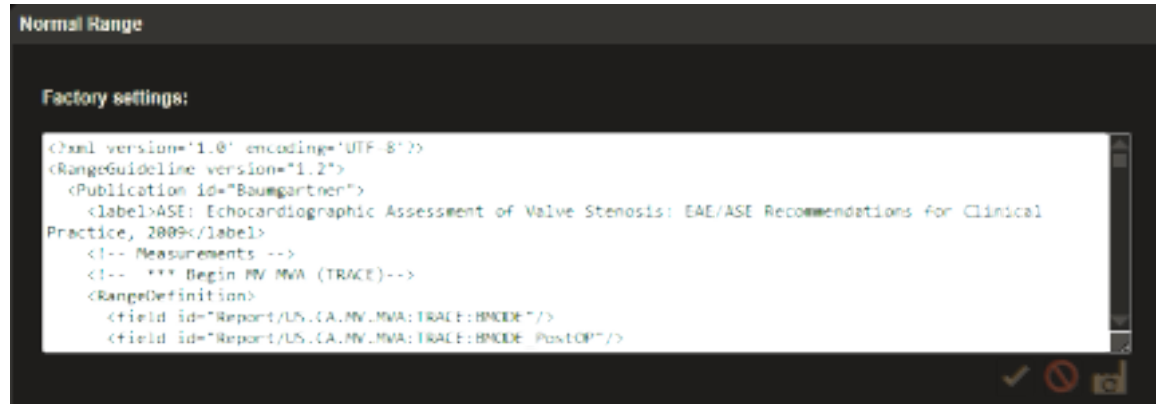 Normal Range
Factory settings:
<?xml version='1.0' encoding='UTF-8'?>
<RangeGuideline version="1.2">
<Publication id="Baumgartner">
<label>ASE: Echocardiographic Assessment of Valve Stenosis: EAE/ASE Recommendations for Clinical
Practice, 2009</label>
<!-- Measurements -->
<!-- *** Begin MV MVA (TRACE)-->
<RangeDefinition>
<field id="Report/US.CA.MV.MVA:TRACE:BMODE"/>
<field id="Report/US.CA.MV.MVA:TRACE:BMODE PostOP"/>